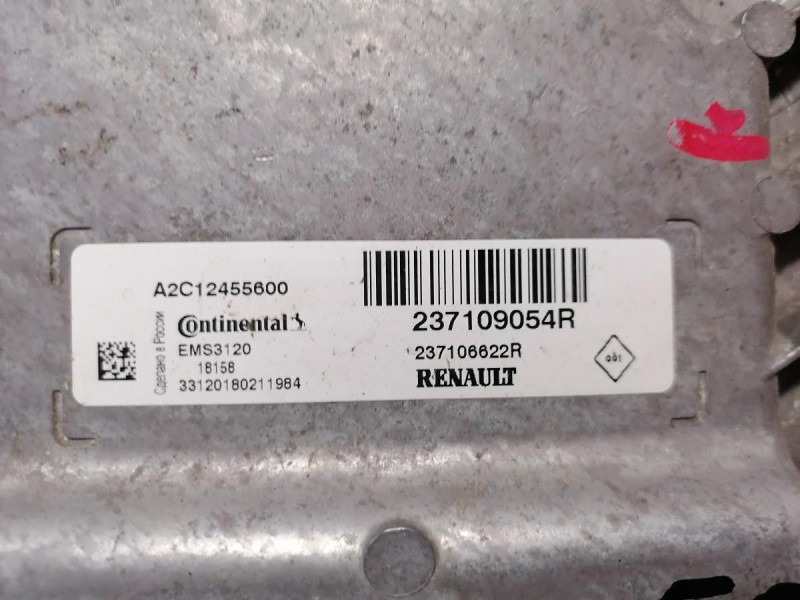 A2C12455600
Continental
EMS3120
18158
33120180211984
Сделано в России
237109054R
237106622R
RENAULT